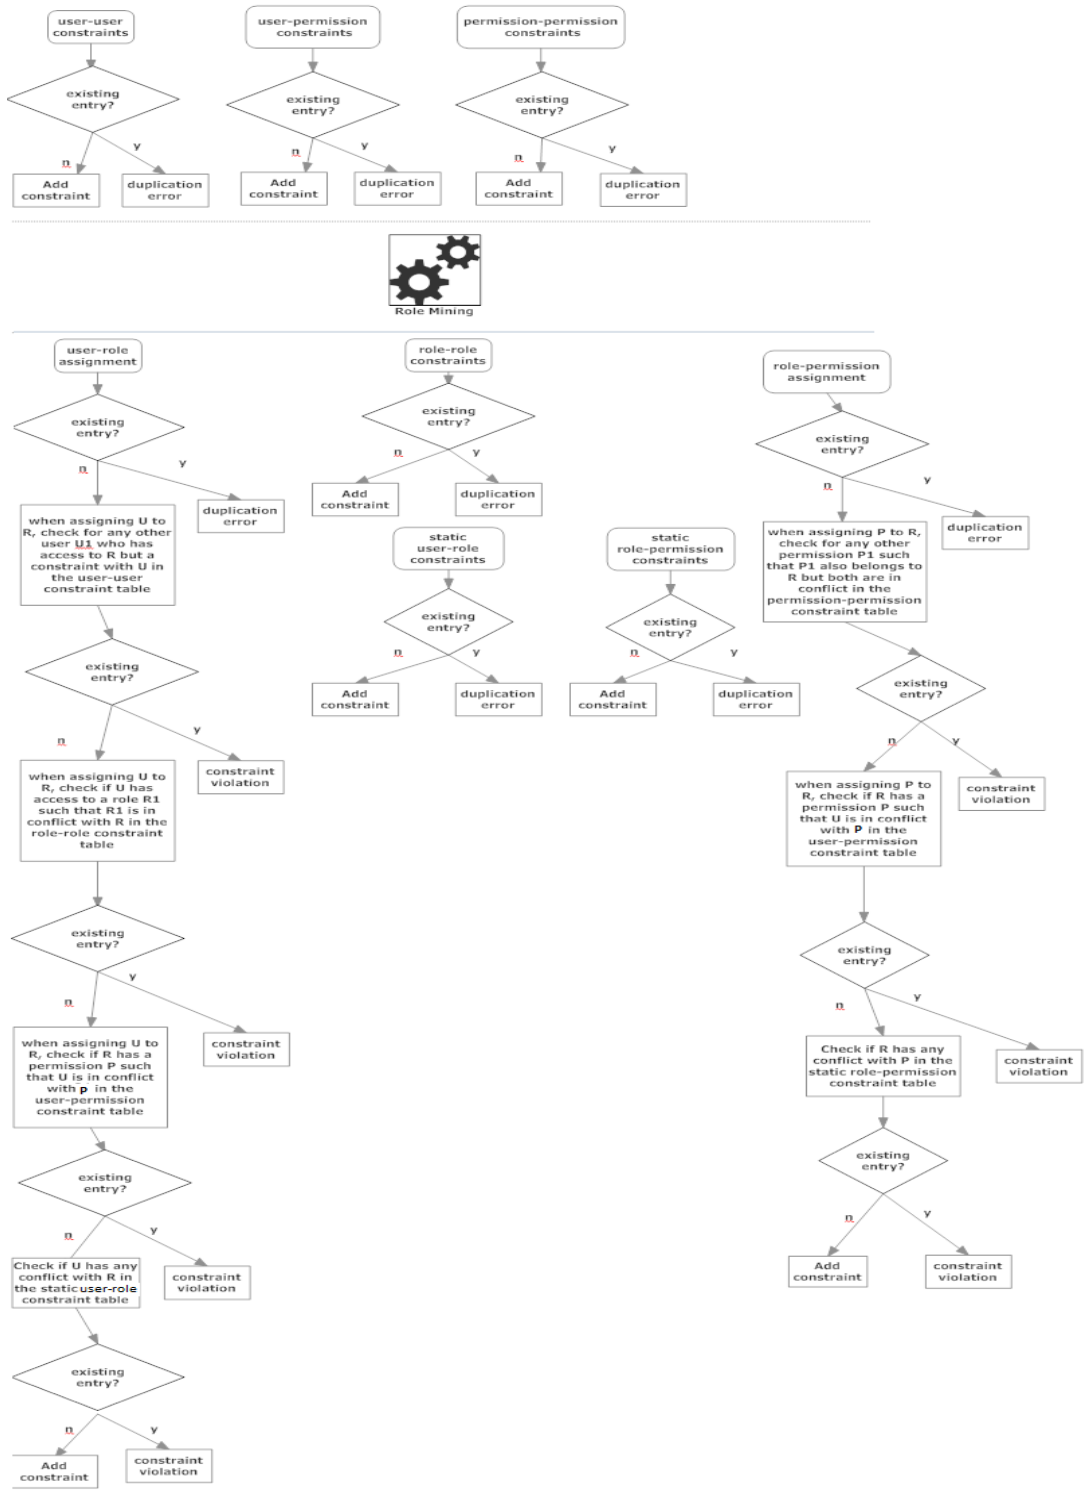 user-user
constraints
existing
entry?
n
y
Add
constraint
duplication
error
user-permission
constraints
existing
entry?
n
y
Add
constraint
duplication
error
permission-permission
constraints
existing
entry?
n
y
Add
constraint
duplication
error
Role Mining
user-role
assignment
existing
entry?
n
y
duplication
error
when assigning U to
R, check for any other
user U1 who has
access to R but a
constraint with U in
the user-user
constraint table
existing
entry?
n
y
constraint
violation
when assigning U to
R, check if U has
access to a role R1
such that R1 is in
conflict with R in the
role-role constraint
table
existing
entry?
n
y
constraint
violation
when assigning U to
R, check if R has a
permission P such
that U is in conflict
with p in the
user-permission
constraint table
existing
entry?
n
y
constraint
violation
Check if U has any
conflict with R in
the static user-role
constraint table
existing
entry?
n
y
Add
constraint
constraint
violation
role-role
constraints
existing
entry?
n
y
Add
constraint
duplication
error
static
user-role
constraints
existing
entry?
n
y
Add
constraint
duplication
error
static
role-permission
constraints
existing
entry?
n
y
Add
constraint
duplication
error
role-permission
assignment
existing
entry?
n
y
duplication
error
when assigning P to R,
check for any other
permission P1 such
that P1 also belongs to
R but both are in
conflict in the
permission-permission
constraint table
existing
entry?
n
y
constraint
violation
when assigning P to
R, check if R has a
permission P such
that U is in conflict
with P in the
user-permission
constraint table
existing
entry?
n
y
constraint
violation
Check if R has any
conflict with P in the
static role-permission
constraint table
existing
entry?
n
y
Add
constraint
constraint
violation